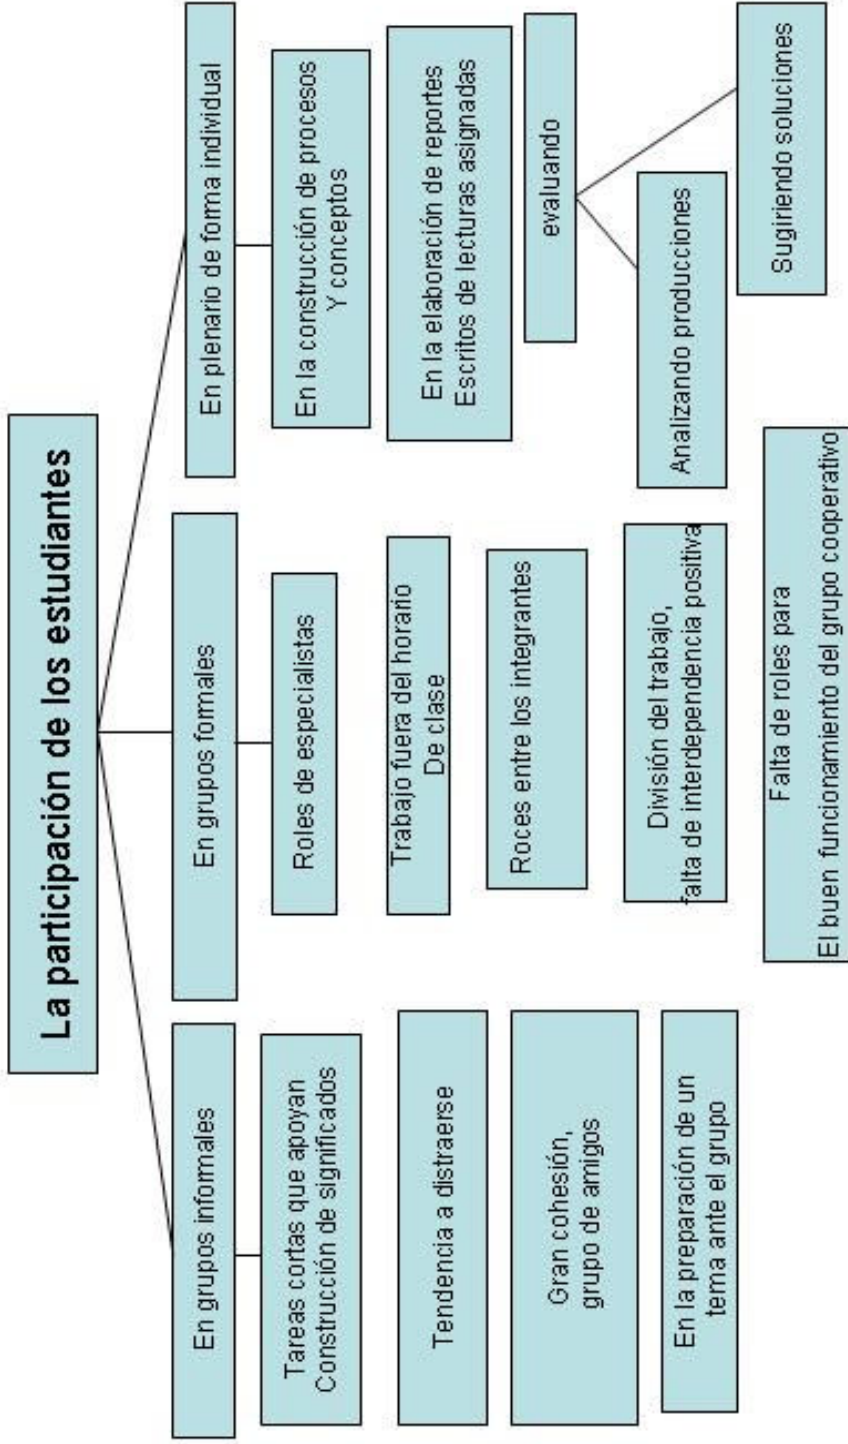 La participación de los estudiantes
En grupos informales
Tareas cortas que apoyan
Construcción de significados
Tendencia a distraerse
Gran cohesión,
grupo de amigos
En la preparación de un
tema ante el grupo
En grupos formales
Roles de especialistas
Trabajo fuera del horario
De clase
Roces entre los integrantes
División del trabajo,
falta de interdependencia positiva
Falta de roles para
El buen funcionamiento del grupo cooperativo
En plenario de forma individual
En la construcción de procesos
Y conceptos
En la elaboración de reportes
Escritos de lecturas asignadas
evaluando
Analizando producciones
Sugiriendo soluciones